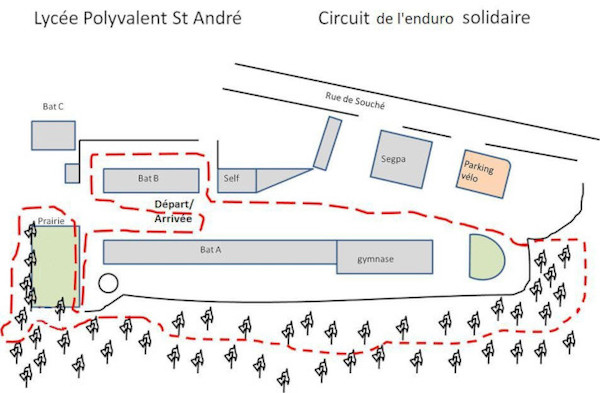 Lycée Polyvalent St André
Circuit de l'enduro solidaire
Rue de Souché
Bat C
Segpa
Parking
vélo
Bat B
Self
Départ/
Arrivée
Prairie
Bat A
gymnase